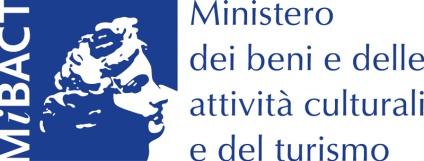 MiBACT
Ministero
dei beni e delle
attività culturali
e del turismo